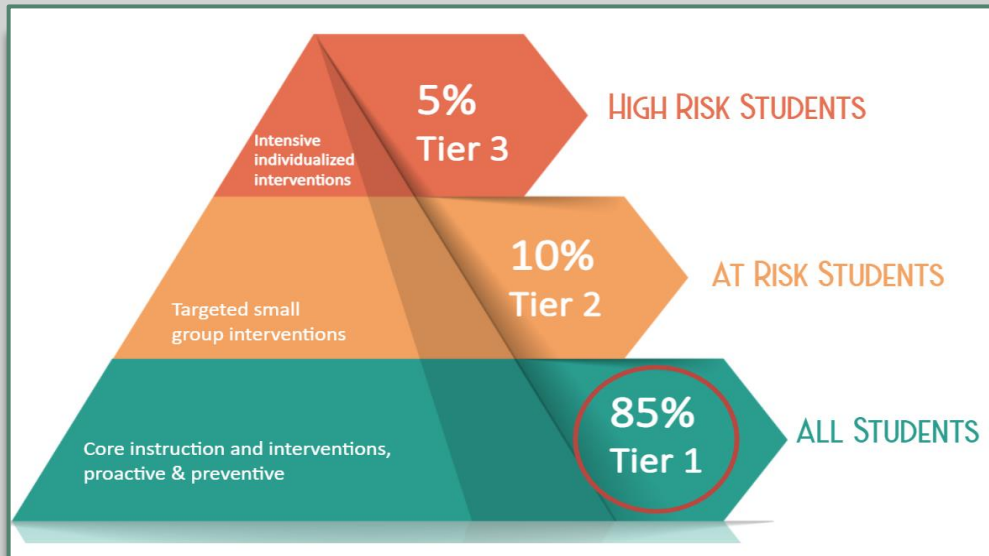 5%
Tier 3
HIGH RISK STUDENTS
Intensive
individualized
interventions
10%
Tier 2
AT RISK STUDENTS
Targeted small
group interventions
85%
Tier 1
ALL STUDENTS
Core instruction and interventions,
proactive & preventive